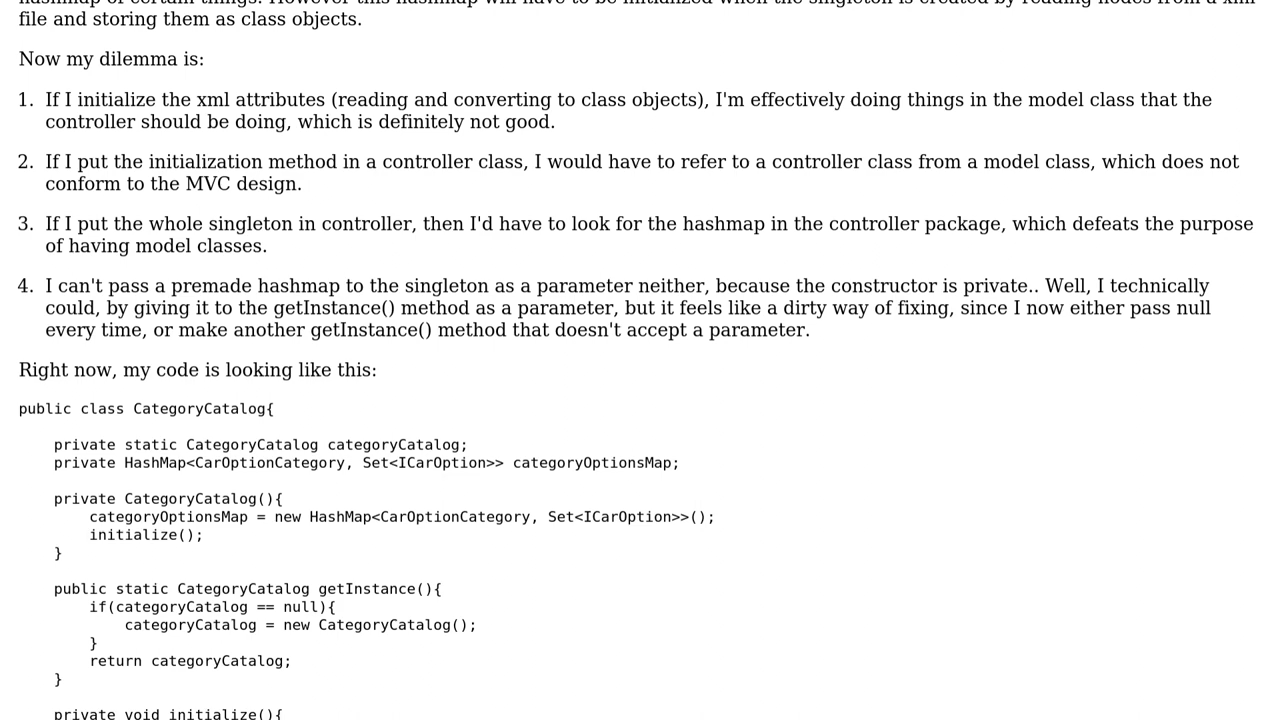 file and storing them as class objects.
Now my dilemma is:
1. If I initialize the xml attributes (reading and converting to class objects), I'm effectively doing things in the model class that the
controller should be doing, which is definitely not good.
2. If I put the initialization method in a controller class, I would have to refer to a controller class from a model class, which does not
conform to the MVC design.
3. If I put the whole singleton in controller, then I'd have to look for the hashmap in the controller package, which defeats the purpose
of having model classes.
4. I can't pass a premade hashmap to the singleton as a parameter neither, because the constructor is private.. Well, I technically
could, by giving it to the getInstance() method as a parameter, but it feels like a dirty way of fixing, since I now either pass null
every time, or make another getInstance() method that doesn't accept a parameter.
Right now, my code is looking like this:
public class CategoryCatalog{
    private static CategoryCatalog categoryCatalog;
    private HashMap<CarOptionCategory, Set<ICarOption>> categoryOptionsMap;
    private CategoryCatalog(){
        categoryOptionsMap = new HashMap<CarOptionCategory, Set<ICarOption>>();
        initialize();
    }
    public static CategoryCatalog getInstance(){
        if(categoryCatalog == null){
            categoryCatalog = new CategoryCatalog();
        }
        return categoryCatalog;
    }
    private void initialize(){